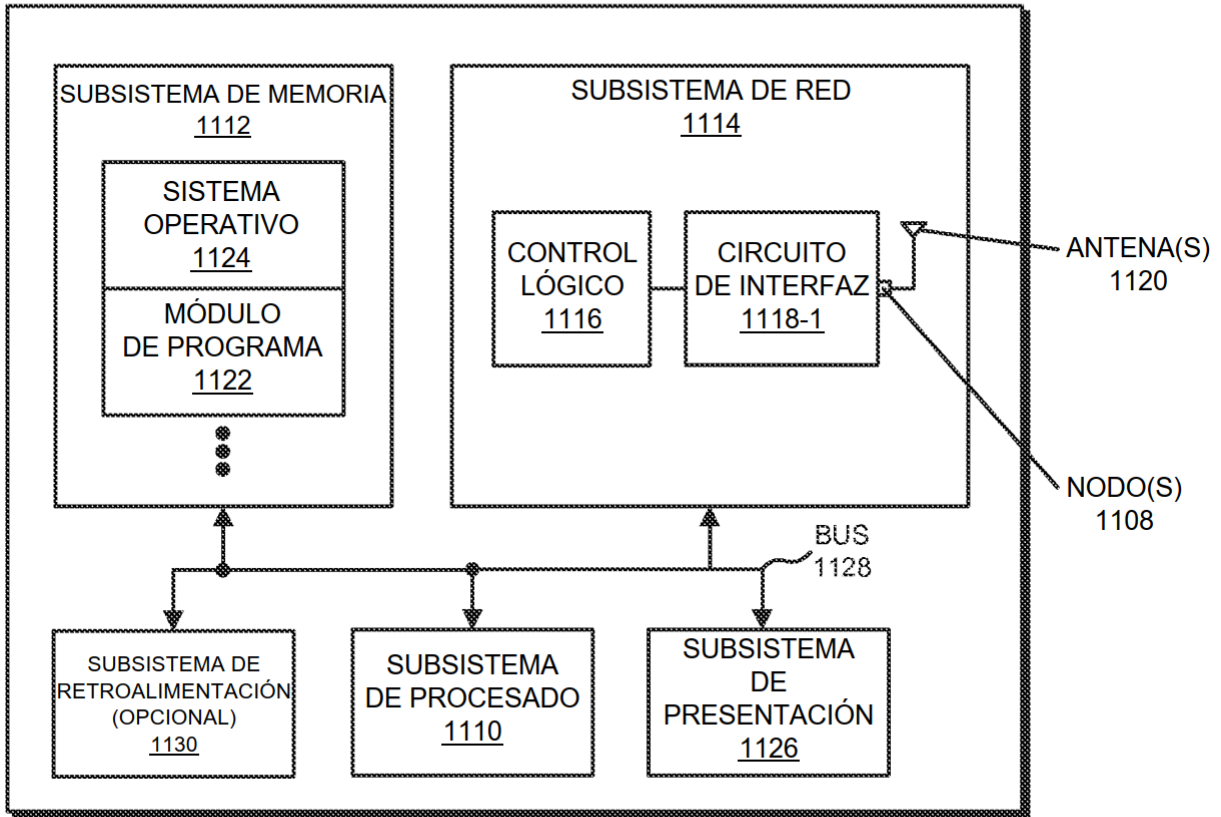 SUBSISTEMA DE MEMORIA
1112
SISTEMA
OPERATIVO
1124
MÓDULO
DE PROGRAMA
1122
SUBSISTEMA DE RED
1114
CONTROL
LÓGICO
1116
CIRCUITO
DE INTERFAZ
1118-1
ANTENA(S)
1120
NODO(S)
1108
BUS
1128
SUBSISTEMA DE
RETROALIMENTACIÓN
(OPCIONAL)
1130
SUBSISTEMA
DE PROCESADO
1110
SUBSISTEMA
DE
PRESENTACIÓN
1126